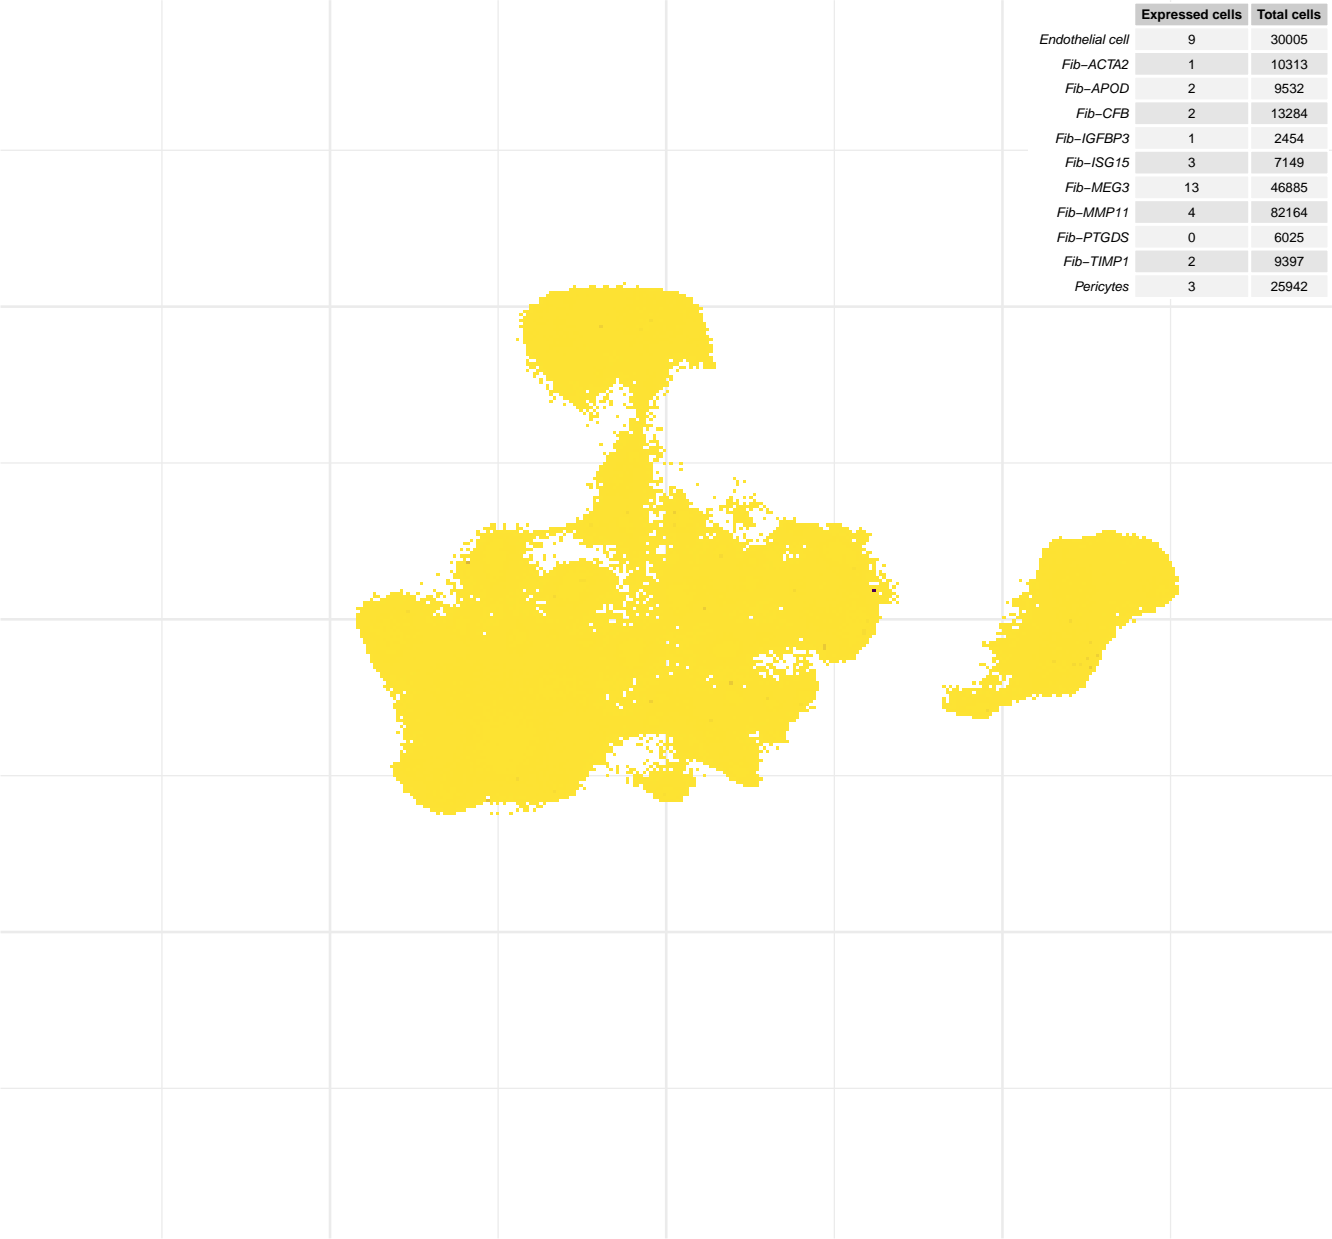 Expressed cells Total cells
Endothelial cell 9 30005
Fib−ACTA2 1 10313
Fib−APOD 2 9532
Fib−CFB 2 13284
Fib−IGFBP3 1 2454
Fib−ISG15 3 7149
Fib−MEG3 13 46885
Fib−MMP11 4 82164
Fib−PTGDS 0 6025
Fib−TIMP1 2 9397
Pericytes 3 25942